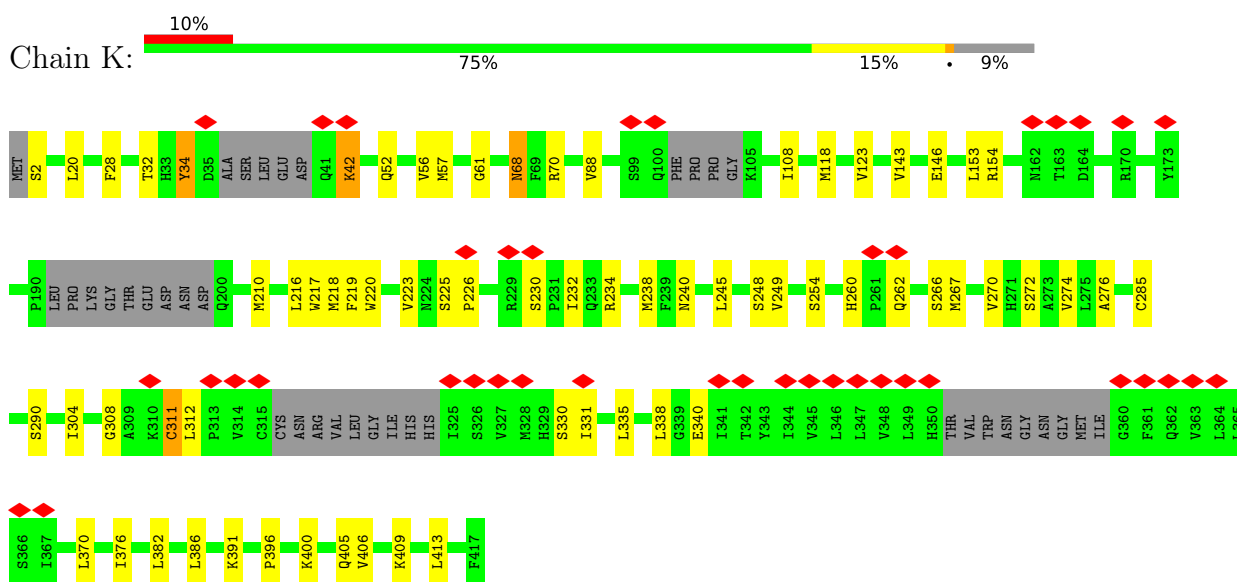 10%
Chain K:
75% 15% • 9%
MET S2 L20 F28 T32 H33 Y34 D35 ALA SER LEU GLU ASP Q41 K42 Q52 V56 M57 G61 N68 F69 R70 V88 S99 Q100 PHE PRO PRO GLY K105 I108 M118 V123 V143 E146 L153 R154 N162 T163 D164 R170 Y173
P190 LEU PRO LYS GLY THR GLU ASP ASN ASP Q200 M210 L216 W217 M218 F219 W220 V223 N224 S225 P226 R229 S230 P231 I232 Q233 R234 M238 F239 N240 L245 S248 V249 S254 H260 P261 Q262 S266 M267 V270 H271 S272 A273 V274 L275 A276 C285
S290 I304 G308 A309 K310 C311 L312 P313 V314 C315 CYS ASN ARG VAL LEU GLY ILE HIS HIS I325 S326 V327 M328 H329 S330 I331 L335 L338 G339 E340 I341 T342 Y343 I344 V345 L346 L347 V348 L349 H350 THR VAL TRP ASN GLY ASN GLY MET ILE G360 F361 Q362 V363 L364 L365
S366 I367 L370 I376 L382 L386 K391 P396 K400 Q405 V406 K409 L413 F417